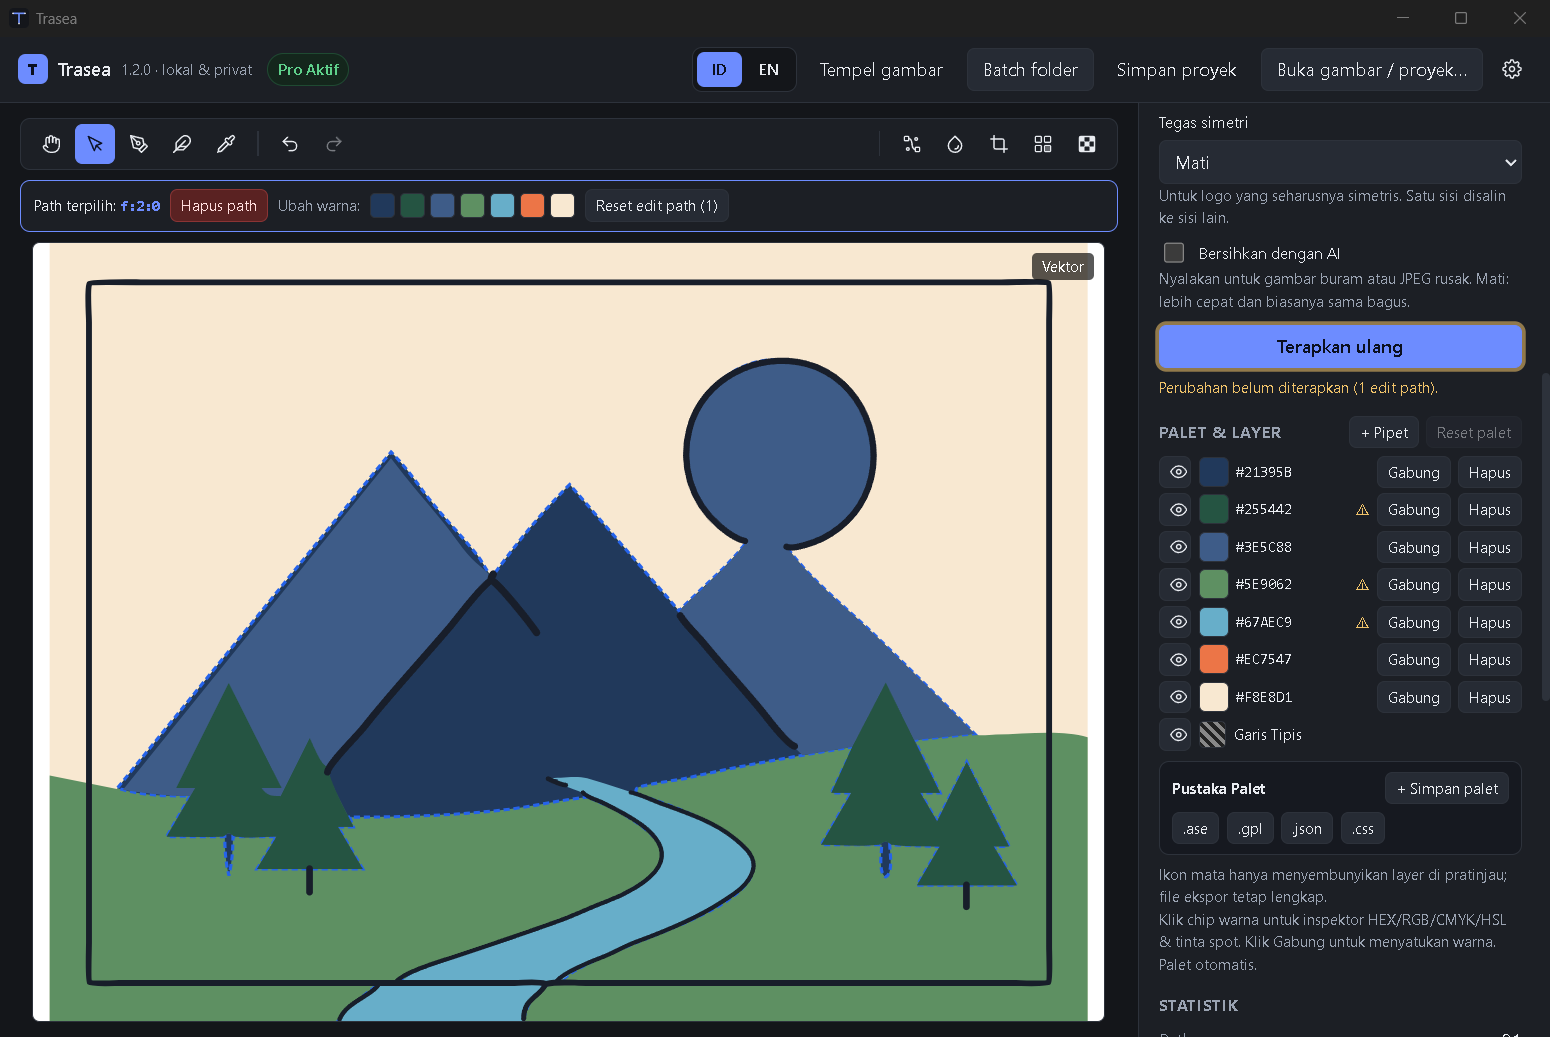 Trasea
T Trasea 1.2.0 · lokal & privat Pro Aktif ID EN Tempel gambar Batch folder Simpan proyek Buka gambar / proyek...
Path terpilih: f:2:0 Hapus path Ubah warna: Reset edit path (1)
Vektor
Tegas simetri
Mati
Untuk logo yang seharusnya simetris. Satu sisi disalin
ke sisi lain.
Bersihkan dengan AI
Nyalakan untuk gambar buram atau JPEG rusak. Mati:
lebih cepat dan biasanya sama bagus.
Terapkan ulang
Perubahan belum diterapkan (1 edit path).
PALET & LAYER + Pipet Reset palet
#21395B Gabung Hapus
#255442 Gabung Hapus
#3E5C88 Gabung Hapus
#5E9062 Gabung Hapus
#67AEC9 Gabung Hapus
#EC7547 Gabung Hapus
#F8E8D1 Gabung Hapus
Garis Tipis
Pustaka Palet + Simpan palet
.ase .gpl .json .css
Ikon mata hanya menyembunyikan layer di pratinjau;
file ekspor tetap lengkap.
Klik chip warna untuk inspektor HEX/RGB/CMYK/HSL
& tinta spot. Klik Gabung untuk menyatukan warna.
Palet otomatis.
STATISTIK